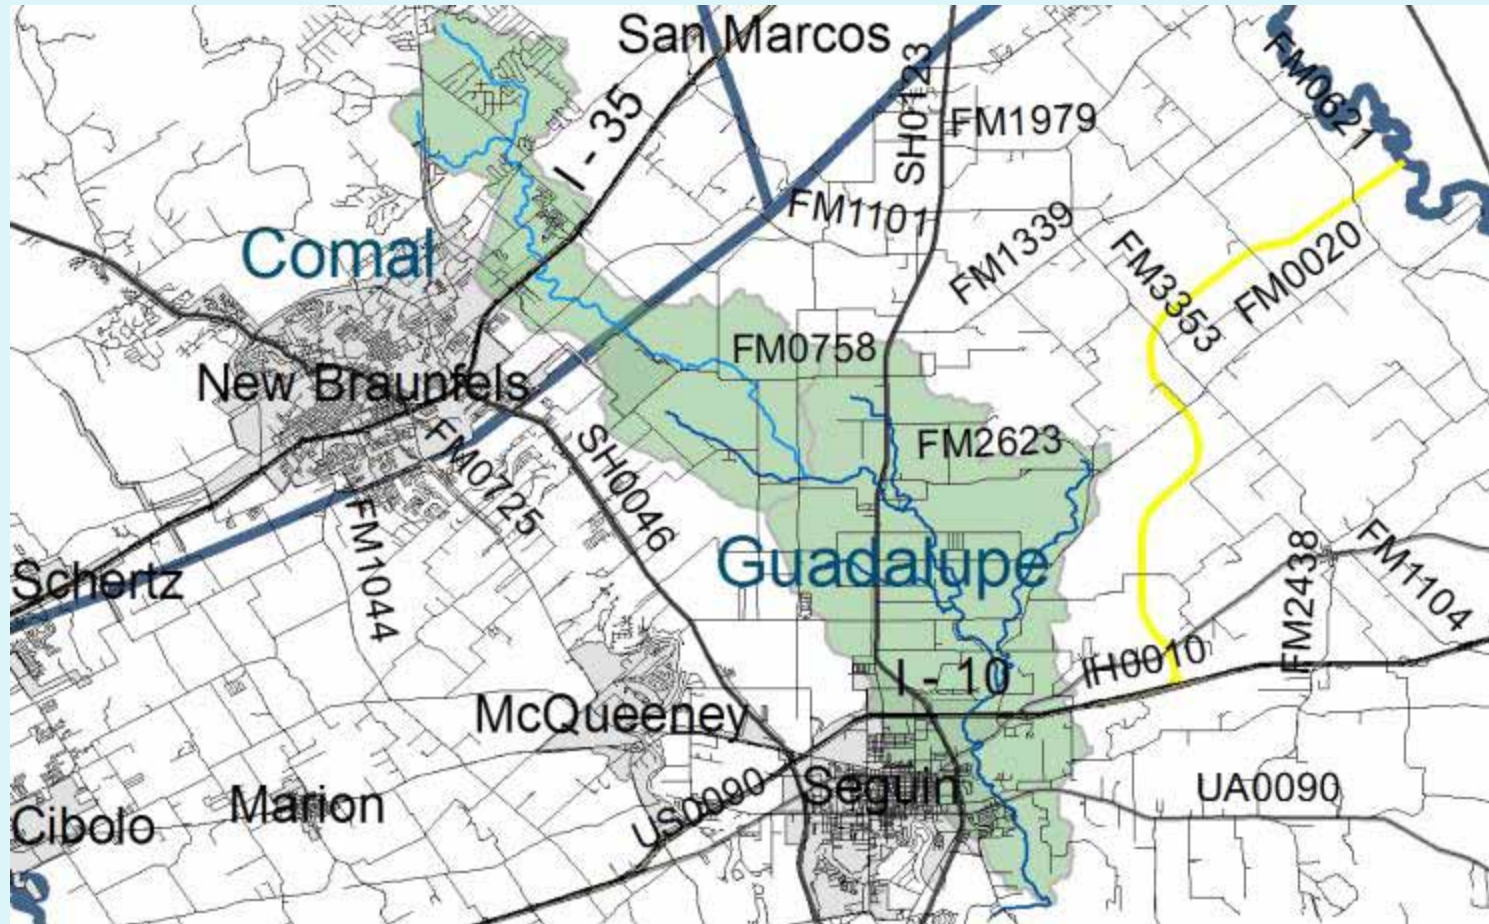 San Marcos
I - 35
SH0123
FM0621
FM1979
FM1101
FM1339
Comal
FM3353
FM0020
FM0758
New Braunfels
FM0725
SH0046
FM2623
FM1044
Schertz
Guadalupe
FM2438
FM1104
I - 10
IH0010
McQueeney
Seguin
UA0090
US0090
Marion
Cibolo